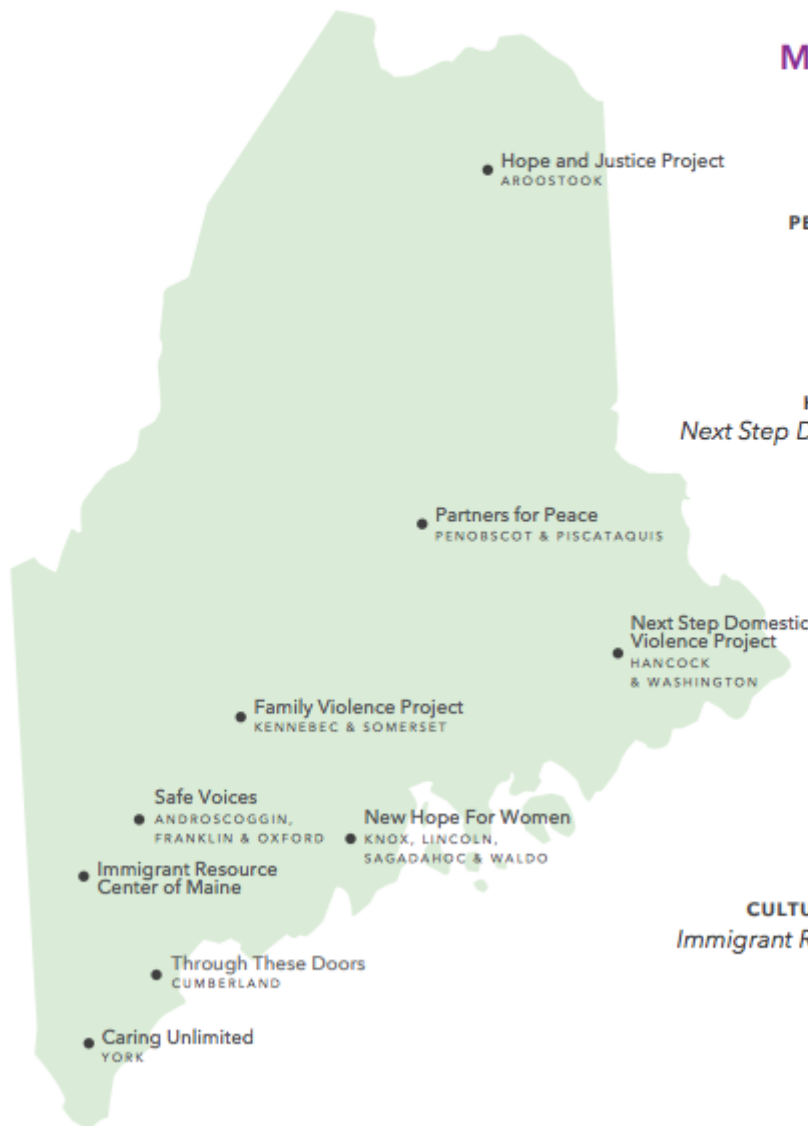 M
Hope and Justice Project
AROOSTOOK
PE
H
Next Step D
Partners for Peace
PENOBSCOT & PISCATAQUIS
Next Step Domestic
Violence Project
HANCOCK
& WASHINGTON
Family Violence Project
KENNEBEC & SOMERSET
Safe Voices
ANDROSCOGGIN,
FRANKLIN & OXFORD
New Hope For Women
KNOX, LINCOLN,
SAGADAHOC & WALDO
Immigrant Resource
Center of Maine
CULTU
Immigrant R
Through These Doors
CUMBERLAND
Caring Unlimited
YORK